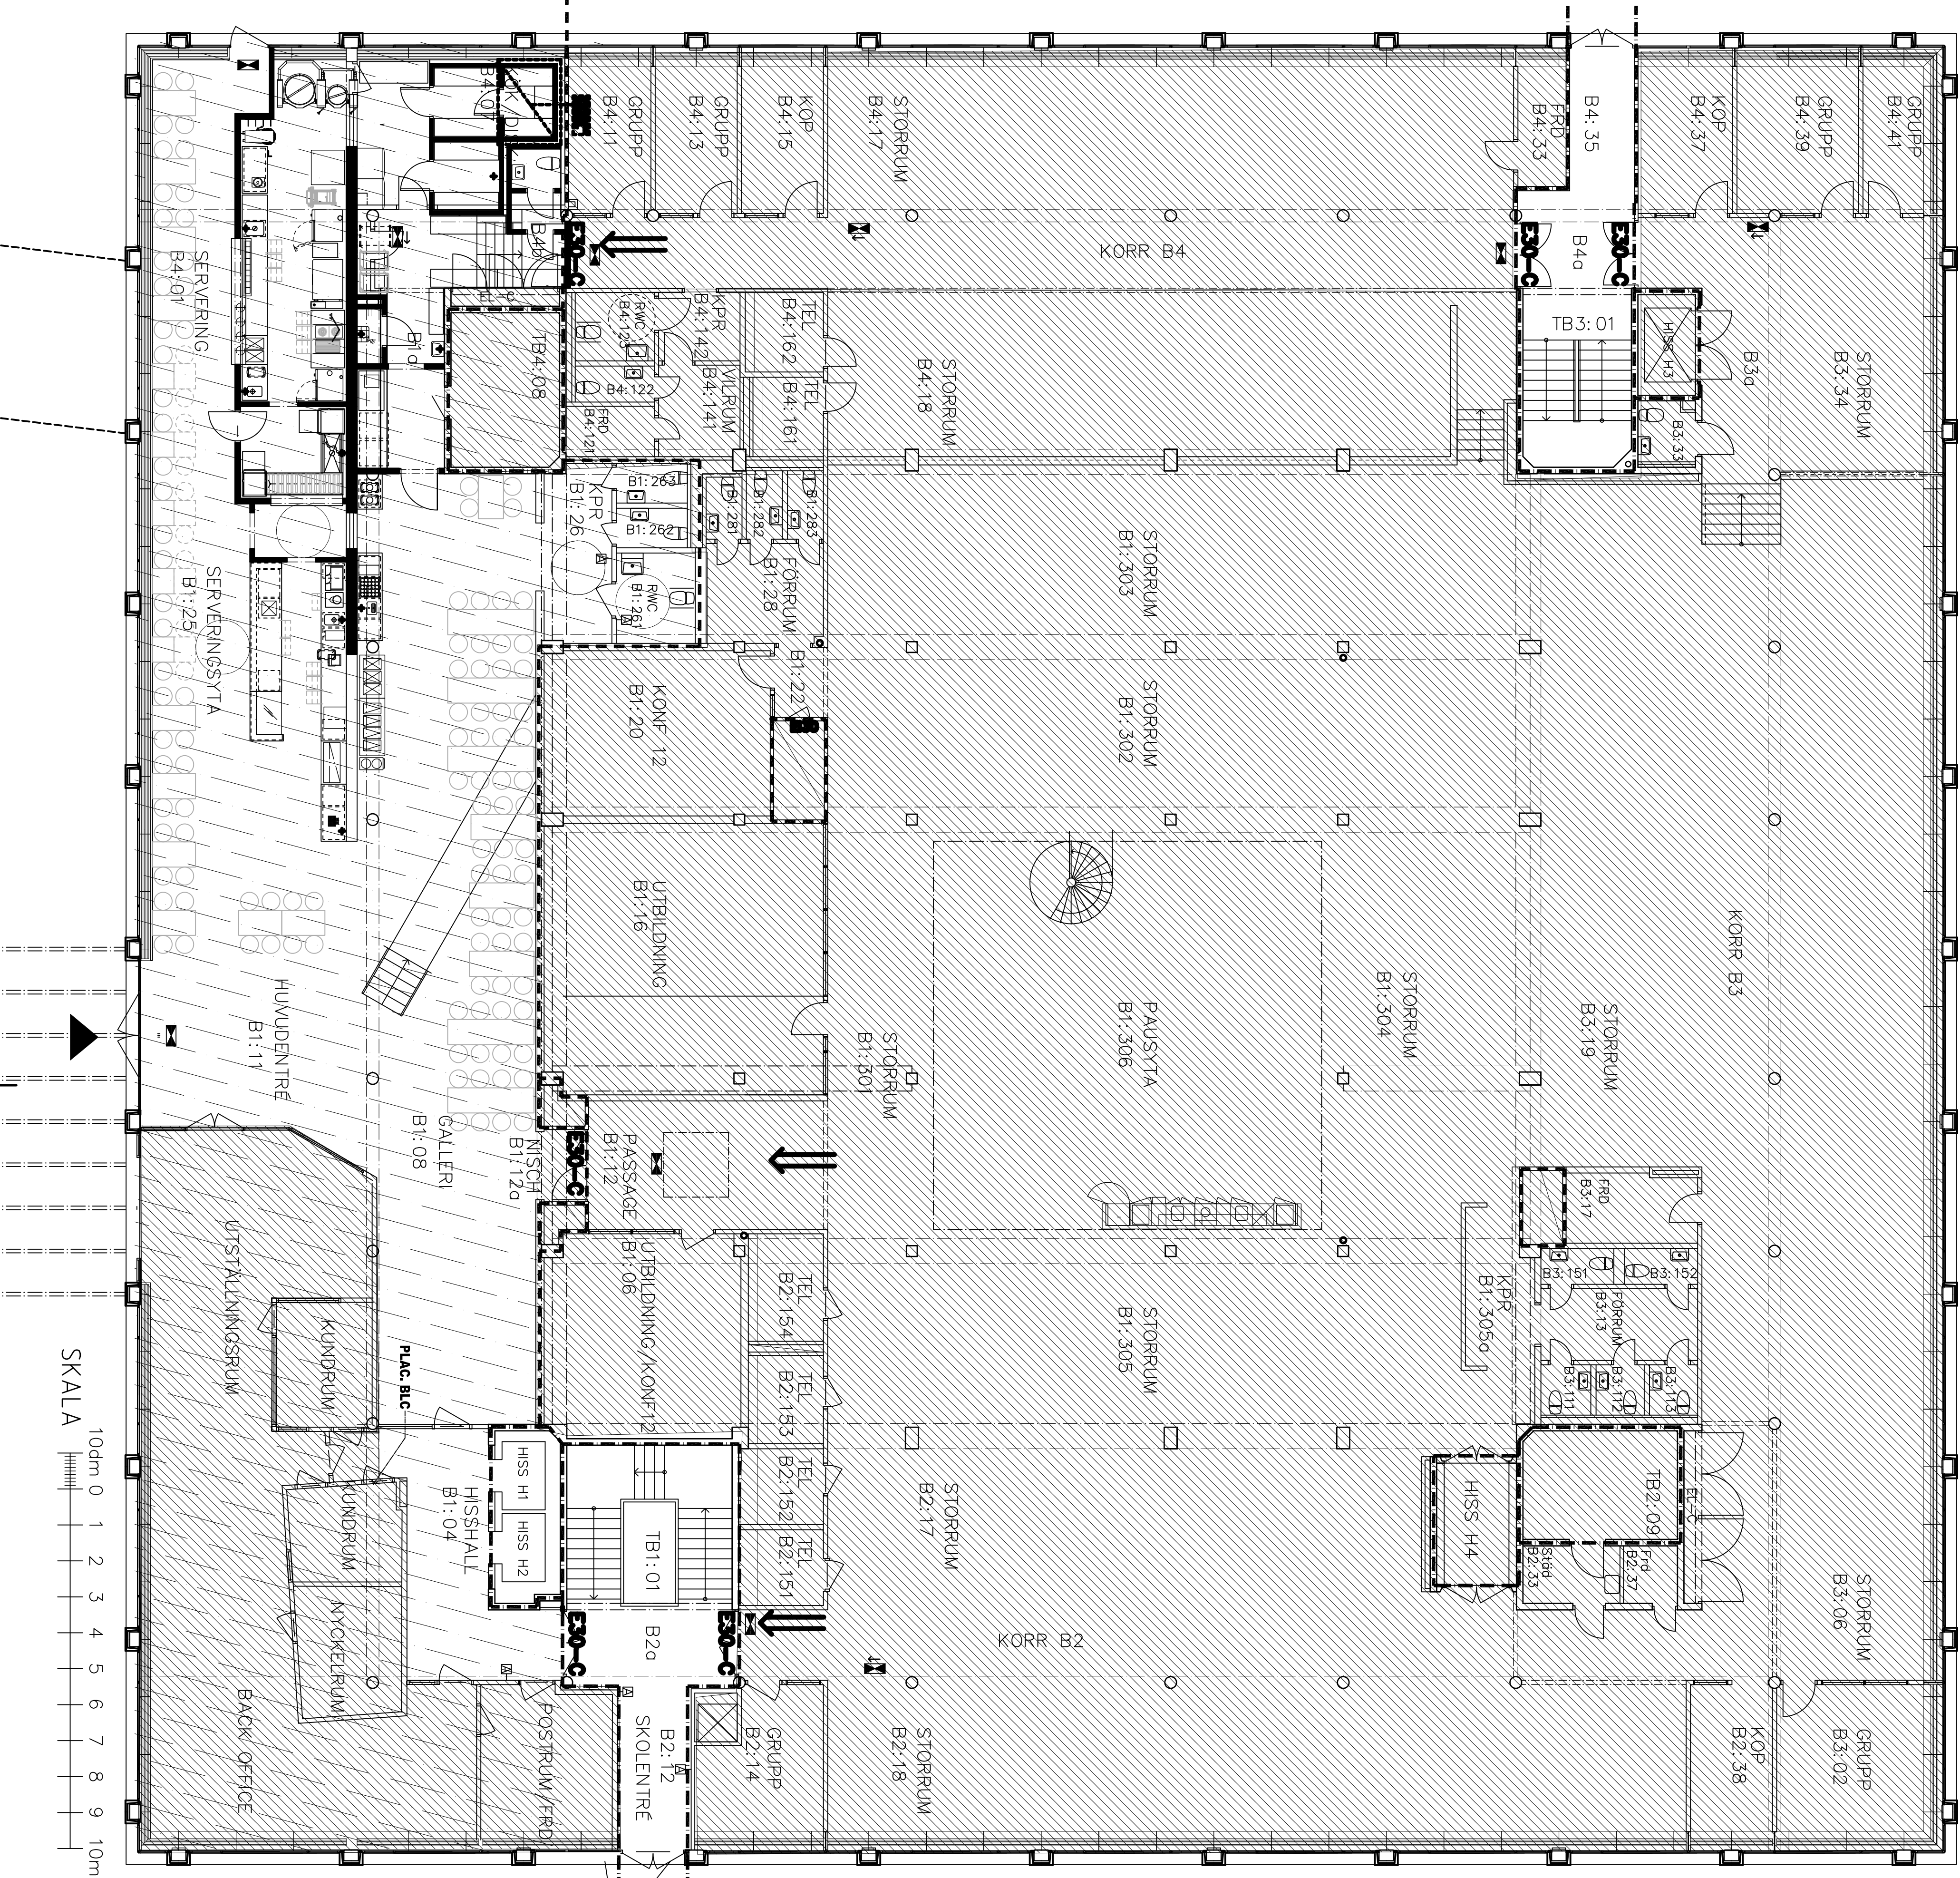 GRUPP
B4:11
GRUPP
B4:13
KOP
B4:15
STORRUM
B4:17
FRD
B4:33
B4:35
KOP
B4:37
GRUPP
B4:39
GRUPP
B4:41
B4:07
B4b
E30-C
KORR B4
E30-C
B4a
E30-C
SERVERING
B4:01
B1a
EL-C
TB4:08
RWC
B4:123
B4:122
FRD
B4:121
KPR
B4:142
VILRUM
B4:141
TEL
B4:162
TEL
B4:161
STORRUM
B4:18
TB3:01
HISS H3
B3a
B3:33
STORRUM
B3:34
KPR
B1:26
B1:263
B1:262
RWC
B1:261
B1:281
B1:282
B1:283
FÖRRUM
B1:28
STORRUM
B1:303
SERVERINGSYTA
B1:25
KONF 12
B1:20
B1:22
STORRUM
B1:302
UTBILDNING
B1:16
KORR B3
HUVUDENTRÉ
B1:11
STORRUM
B1:301
PAUSYTA
B1:306
STORRUM
B1:304
STORRUM
B3:19
GALLERI
B1:08
NISCH
B1:12a
E30-C
PASSAGE
B1:12
FRD
B3:17
UTSTÄLLNINGSRUM
KUNDRUM
PLAC. BLC
UTBILDNING/KONF12
B1:06
TEL
B2:154
TEL
B2:153
TEL
B2:152
TEL
B2:151
STORRUM
B1:305
KPR
B1:305a
B3:151
B3:152
FÖRRUM
B3:13
B3:111
B3:112
B3:113
KUNDRUM
NYCKELRUM
HISSHALL
B1:04
HISS H1
HISS H2
TB1:01
STORRUM
B2:17
HISS H4
TB2:09
EL-C
Städ
B2:33
Frd
B2:37
STORRUM
B3:06
E30-C
B2a
E30-C
KORR B2
BACK OFFICE
POSTRUM/FRD
B2:12
SKOLENTRÉ
GRUPP
B2:14
STORRUM
B2:18
KOP
B2:38
GRUPP
B3:02
SKALA
10dm 0 1 2 3 4 5 6 7 8 9 10m